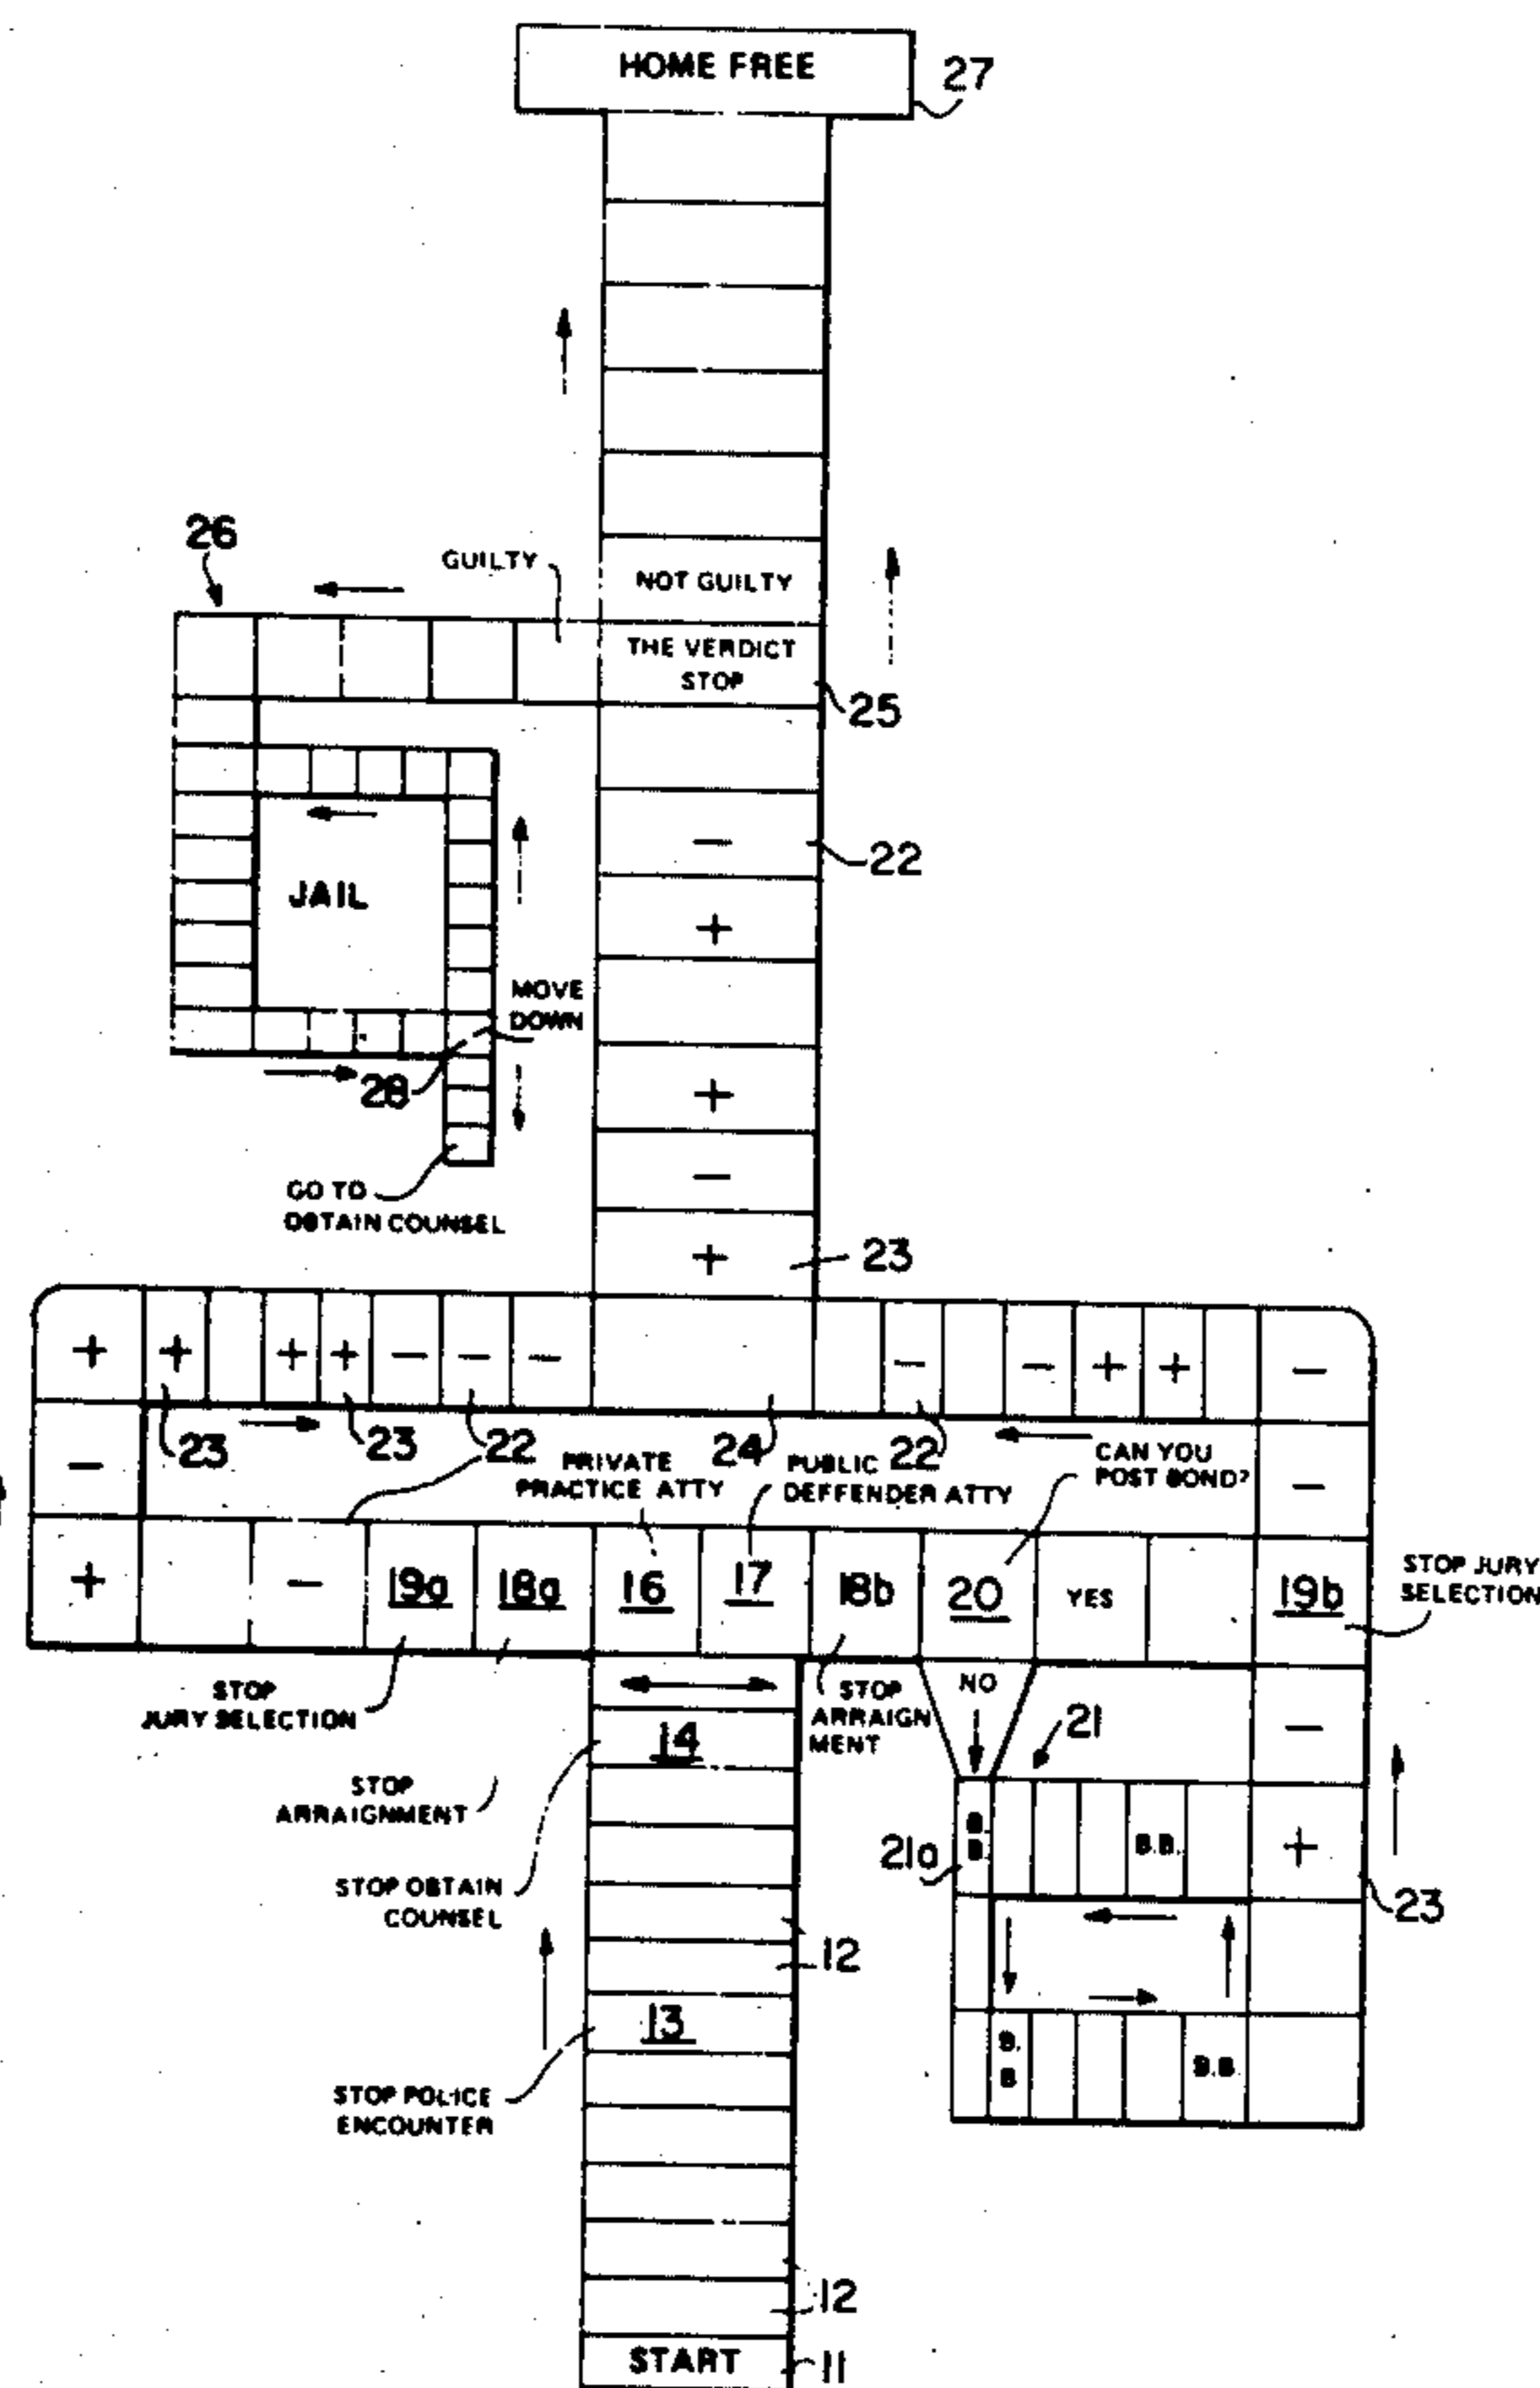 HOME FREE
27
26
GUILTY
NOT GUILTY
THE VERDICT
STOP
25
-
22
+
JAIL
MOVE
DOWN
28
+
-
GO TO
OBTAIN COUNSEL
+
23
+ + + + - - -
- - + + -
23
23
22
24
22
-
PRIVATE
PRACTICE ATTY
PUBLIC
DEFFENDER ATTY
CAN YOU
POST BOND?
-
+
-
19a
18a
16
17
18b
20
YES
19b
STOP JURY
SELECTION
STOP
JURY SELECTION
14
STOP
ARRAIGN
MENT
NO
21
-
STOP
ARRAIGNMENT
21a
B.
B.
B.B.
+
23
STOP OBTAIN
COUNSEL
12
13
B.
B
B.B.
STOP POLICE
ENCOUNTER
12
START
11